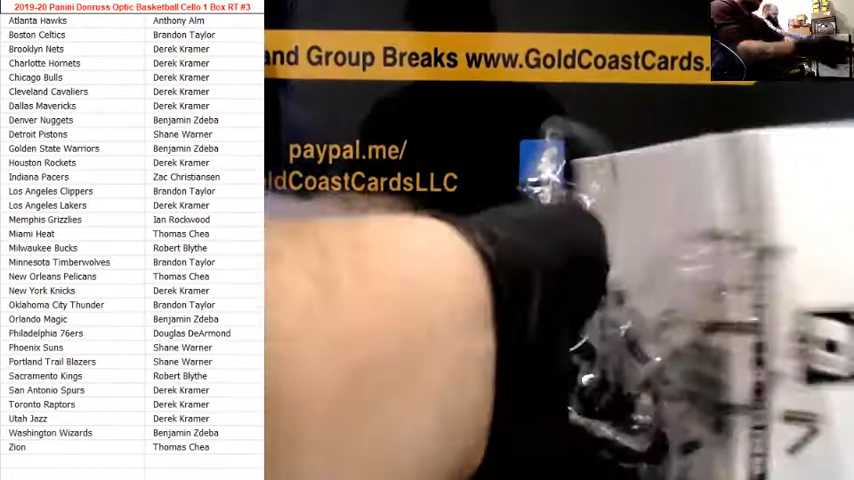 2019-20 Panini Donruss Optic Basketball Cello 1 Box RT #3
Atlanta Hawks Anthony Alm
Boston Celtics Brandon Taylor
Brooklyn Nets Derek Kramer
Charlotte Hornets Derek Kramer
Chicago Bulls Derek Kramer
Cleveland Cavaliers Derek Kramer
Dallas Mavericks Derek Kramer
Denver Nuggets Benjamin Zdeba
Detroit Pistons Shane Warner
Golden State Warriors Benjamin Zdeba
Houston Rockets Derek Kramer
Indiana Pacers Zac Christiansen
Los Angeles Clippers Brandon Taylor
Los Angeles Lakers Derek Kramer
Memphis Grizzlies Ian Rockwood
Miami Heat Thomas Chea
Milwaukee Bucks Robert Blythe
Minnesota Timberwolves Brandon Taylor
New Orleans Pelicans Thomas Chea
New York Knicks Derek Kramer
Oklahoma City Thunder Brandon Taylor
Orlando Magic Benjamin Zdeba
Philadelphia 76ers Douglas DeArmond
Phoenix Suns Shane Warner
Portland Trail Blazers Shane Warner
Sacramento Kings Robert Blythe
San Antonio Spurs Derek Kramer
Toronto Raptors Derek Kramer
Utah Jazz Derek Kramer
Washington Wizards Benjamin Zdeba
Zion Thomas Chea
and Group Breaks www.GoldCoastCards.
paypal.me/
oldCoastCardsLLC
7